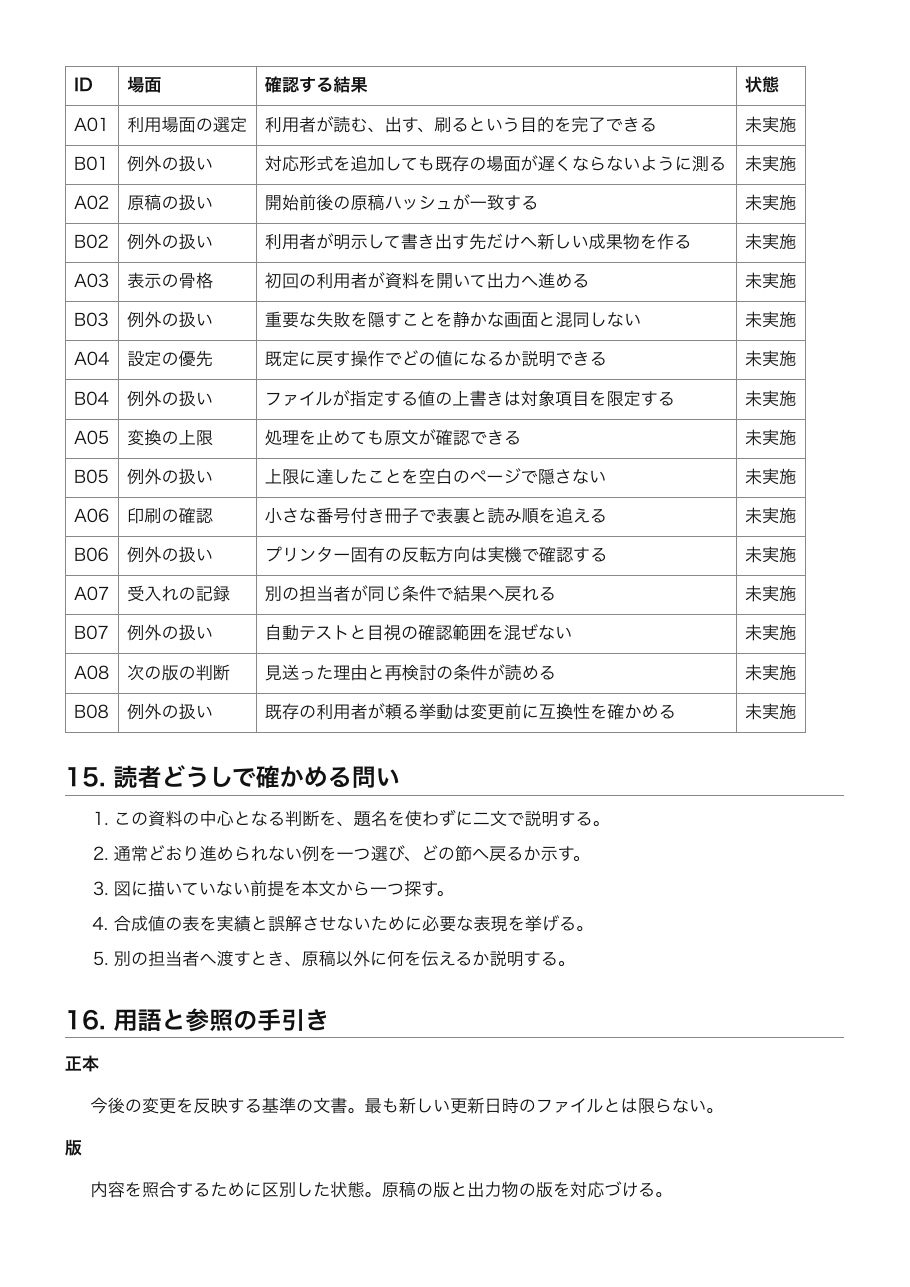 ID 場面 確認する結果 状態
A01 利用場面の選定 利用者が読む、出す、刷るという目的を完了できる 未実施
B01 例外の扱い 対応形式を追加しても既存の場面が遅くならないように測る 未実施
A02 原稿の扱い 開始前後の原稿ハッシュが一致する 未実施
B02 例外の扱い 利用者が明示して書き出す先だけへ新しい成果物を作る 未実施
A03 表示の骨格 初回の利用者が資料を開いて出力へ進める 未実施
B03 例外の扱い 重要な失敗を隠すことを静かな画面と混同しない 未実施
A04 設定の優先 既定に戻す操作でどの値になるか説明できる 未実施
B04 例外の扱い ファイルが指定する値の上書きは対象項目を限定する 未実施
A05 変換の上限 処理を止めても原文が確認できる 未実施
B05 例外の扱い 上限に達したことを空白のページで隠さない 未実施
A06 印刷の確認 小さな番号付き冊子で表裏と読み順を追える 未実施
B06 例外の扱い プリンター固有の反転方向は実機で確認する 未実施
A07 受入れの記録 別の担当者が同じ条件で結果へ戻れる 未実施
B07 例外の扱い 自動テストと目視の確認範囲を混ぜない 未実施
A08 次の版の判断 見送った理由と再検討の条件が読める 未実施
B08 例外の扱い 既存の利用者が頼る挙動は変更前に互換性を確かめる 未実施
15. 読者どうしで確かめる問い
1. この資料の中心となる判断を、題名を使わずに二文で説明する。
2. 通常どおり進められない例を一つ選び、どの節へ戻るか示す。
3. 図に描いていない前提を本文から一つ探す。
4. 合成値の表を実績と誤解させないために必要な表現を挙げる。
5. 別の担当者へ渡すとき、原稿以外に何を伝えるか説明する。
16. 用語と参照の手引き
正本
今後の変更を反映する基準の文書。最も新しい更新日時のファイルとは限らない。
版
内容を照合するために区別した状態。原稿の版と出力物の版を対応づける。